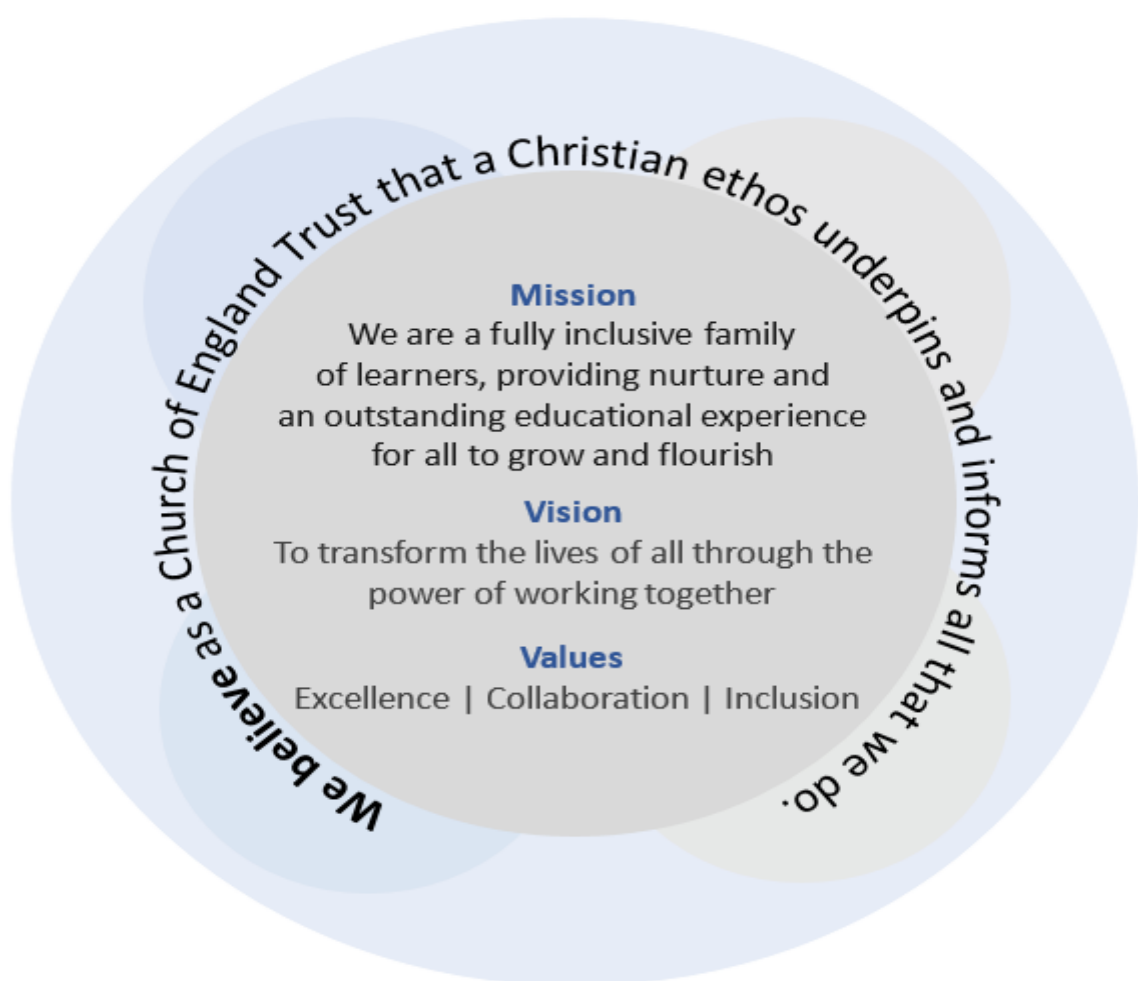 We believe as a Church of England Trust that a Christian ethos underpins and informs all that we do.
Mission
We are a fully inclusive family
of learners, providing nurture and
an outstanding educational experience
for all to grow and flourish
Vision
To transform the lives of all through the
power of working together
Values
Excellence | Collaboration | Inclusion